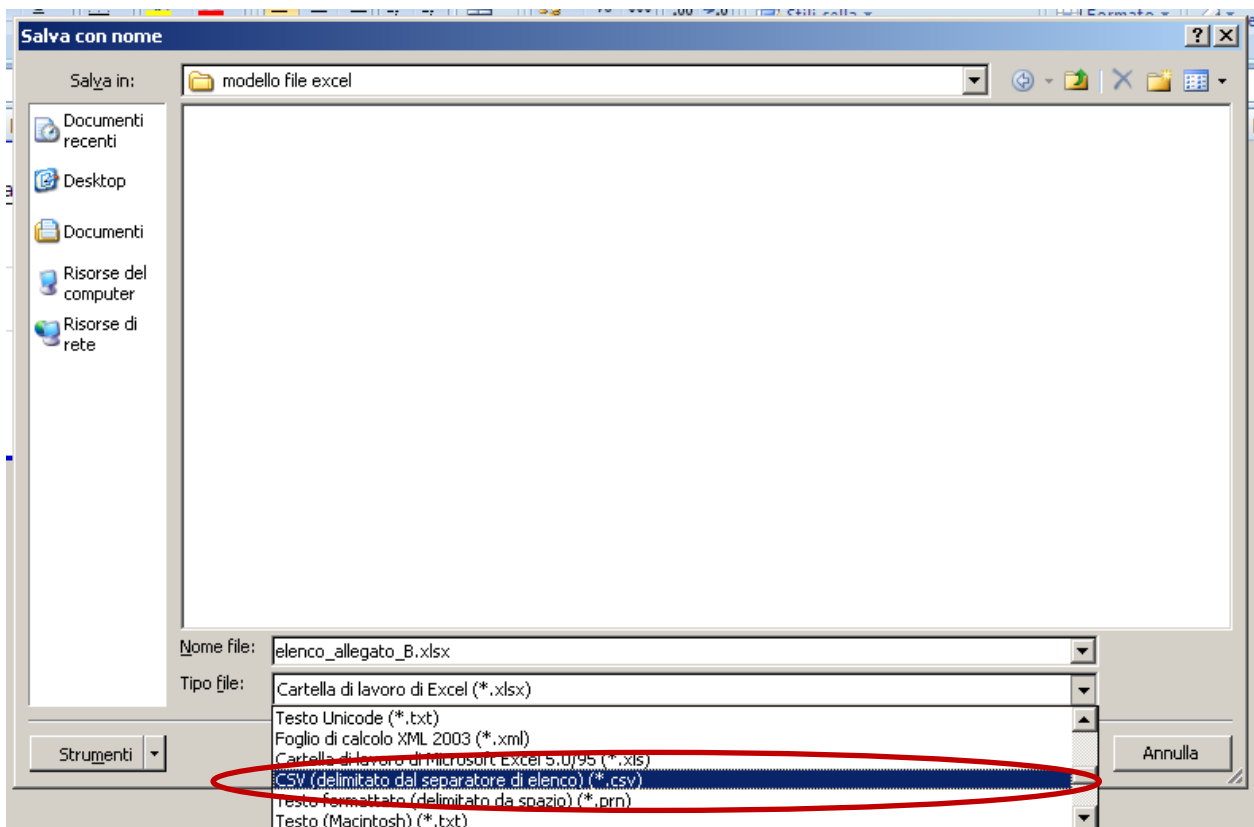 Stili cella
Formato
Salva con nome
Salva in:
modello file excel
Documenti
recenti
Desktop
Documenti
Risorse del
computer
Risorse di
rete
Nome file:
elenco_allegato_B.xlsx
Tipo file:
Cartella di lavoro di Excel (*.xlsx)
Testo Unicode (*.txt)
Foglio di calcolo XML 2003 (*.xml)
Cartella di lavoro di Microsoft Excel 5.0/95 (*.xls)
CSV (delimitato dal separatore di elenco) (*.csv)
Testo formattato (delimitato da spazio) (*.prn)
Testo (Macintosh) (*.txt)
Strumenti
Annulla